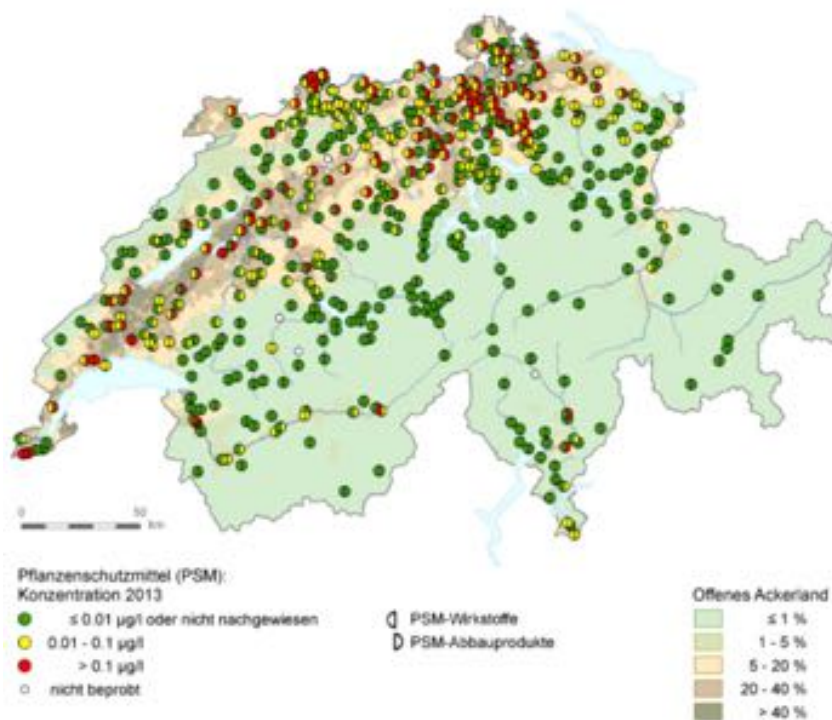 0 50
km
Pflanzenschutzmittel (PSM):
Konzentration 2013
≤ 0.01 µg/l oder nicht nachgewiesen
0.01 - 0.1 µg/l
> 0.1 µg/l
nicht beprobt
PSM-Wirkstoffe
PSM-Abbauprodukte
Offenes Ackerland
≤ 1 %
1 - 5 %
5 - 20 %
20 - 40 %
> 40 %